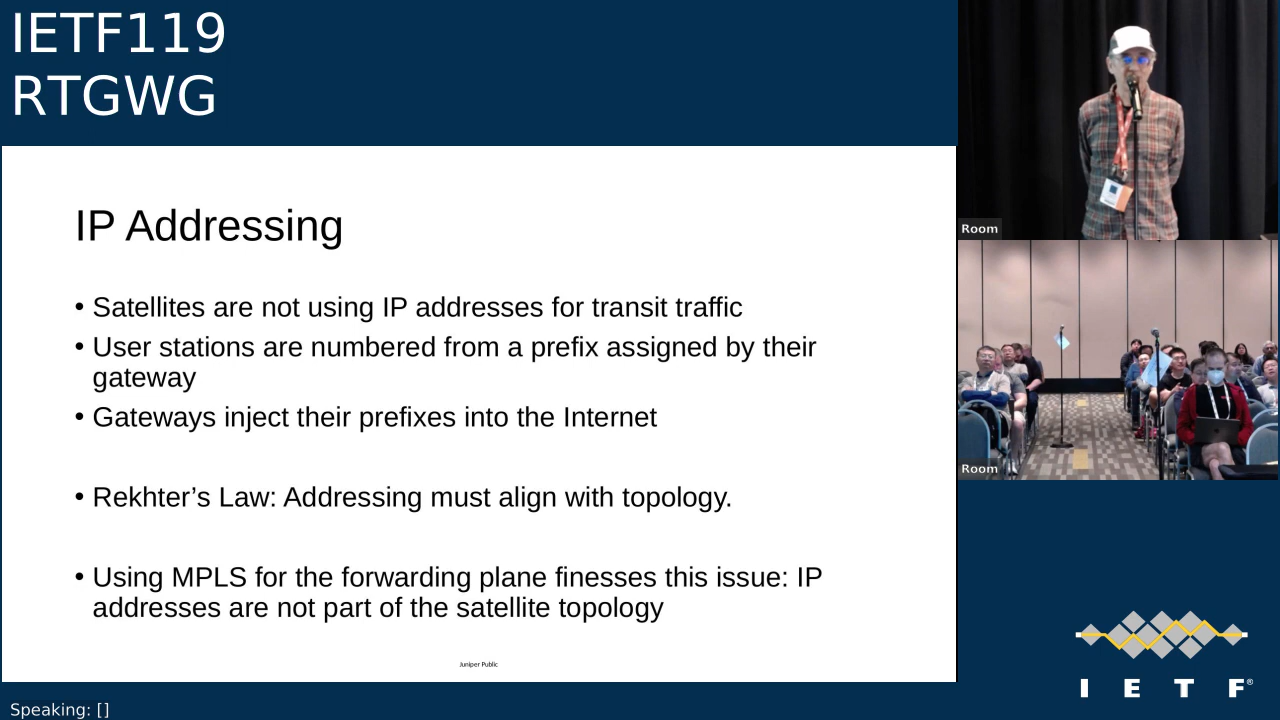 IETF119
RTGWG
IP Addressing
• Satellites are not using IP addresses for transit traffic
• User stations are numbered from a prefix assigned by their
gateway
• Gateways inject their prefixes into the Internet
• Rekhter’s Law: Addressing must align with topology.
• Using MPLS for the forwarding plane finesses this issue: IP
addresses are not part of the satellite topology
Juniper Public
Room
Room
I E T F®
Speaking: []